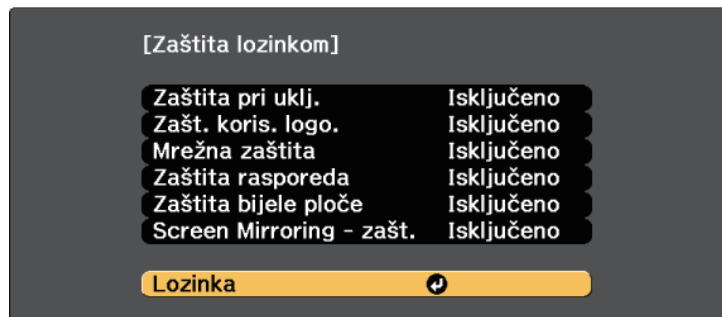 [Zaštita lozinkom]
Zaštita pri uklj. Isključeno
Zašt. koris. logo. Isključeno
Mrežna zaštita Isključeno
Zaštita rasporeda Isključeno
Zaštita bijele ploče Isključeno
Screen Mirroring - zašt. Isključeno
Lozinka